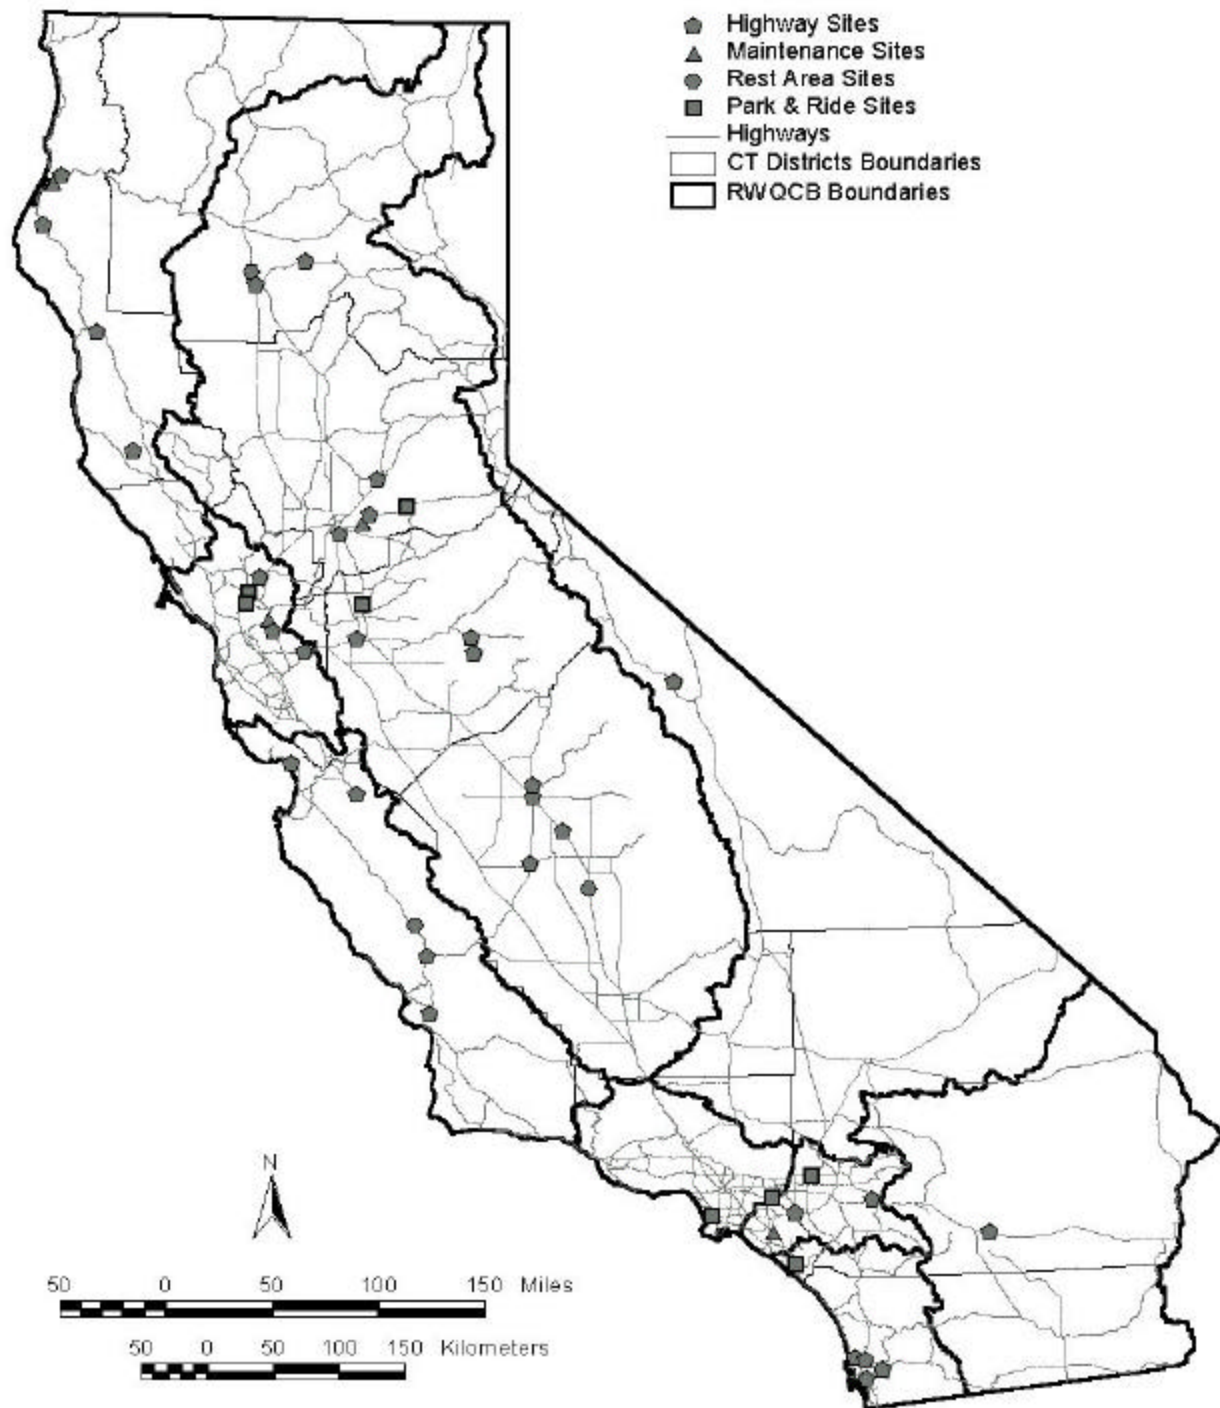 Highway Sites
Maintenance Sites
Rest Area Sites
Park & Ride Sites
Highways
CT Districts Boundaries
RWQCB Boundaries
N
50 0 50 100 150 Miles
50 0 50 100 150 Kilometers